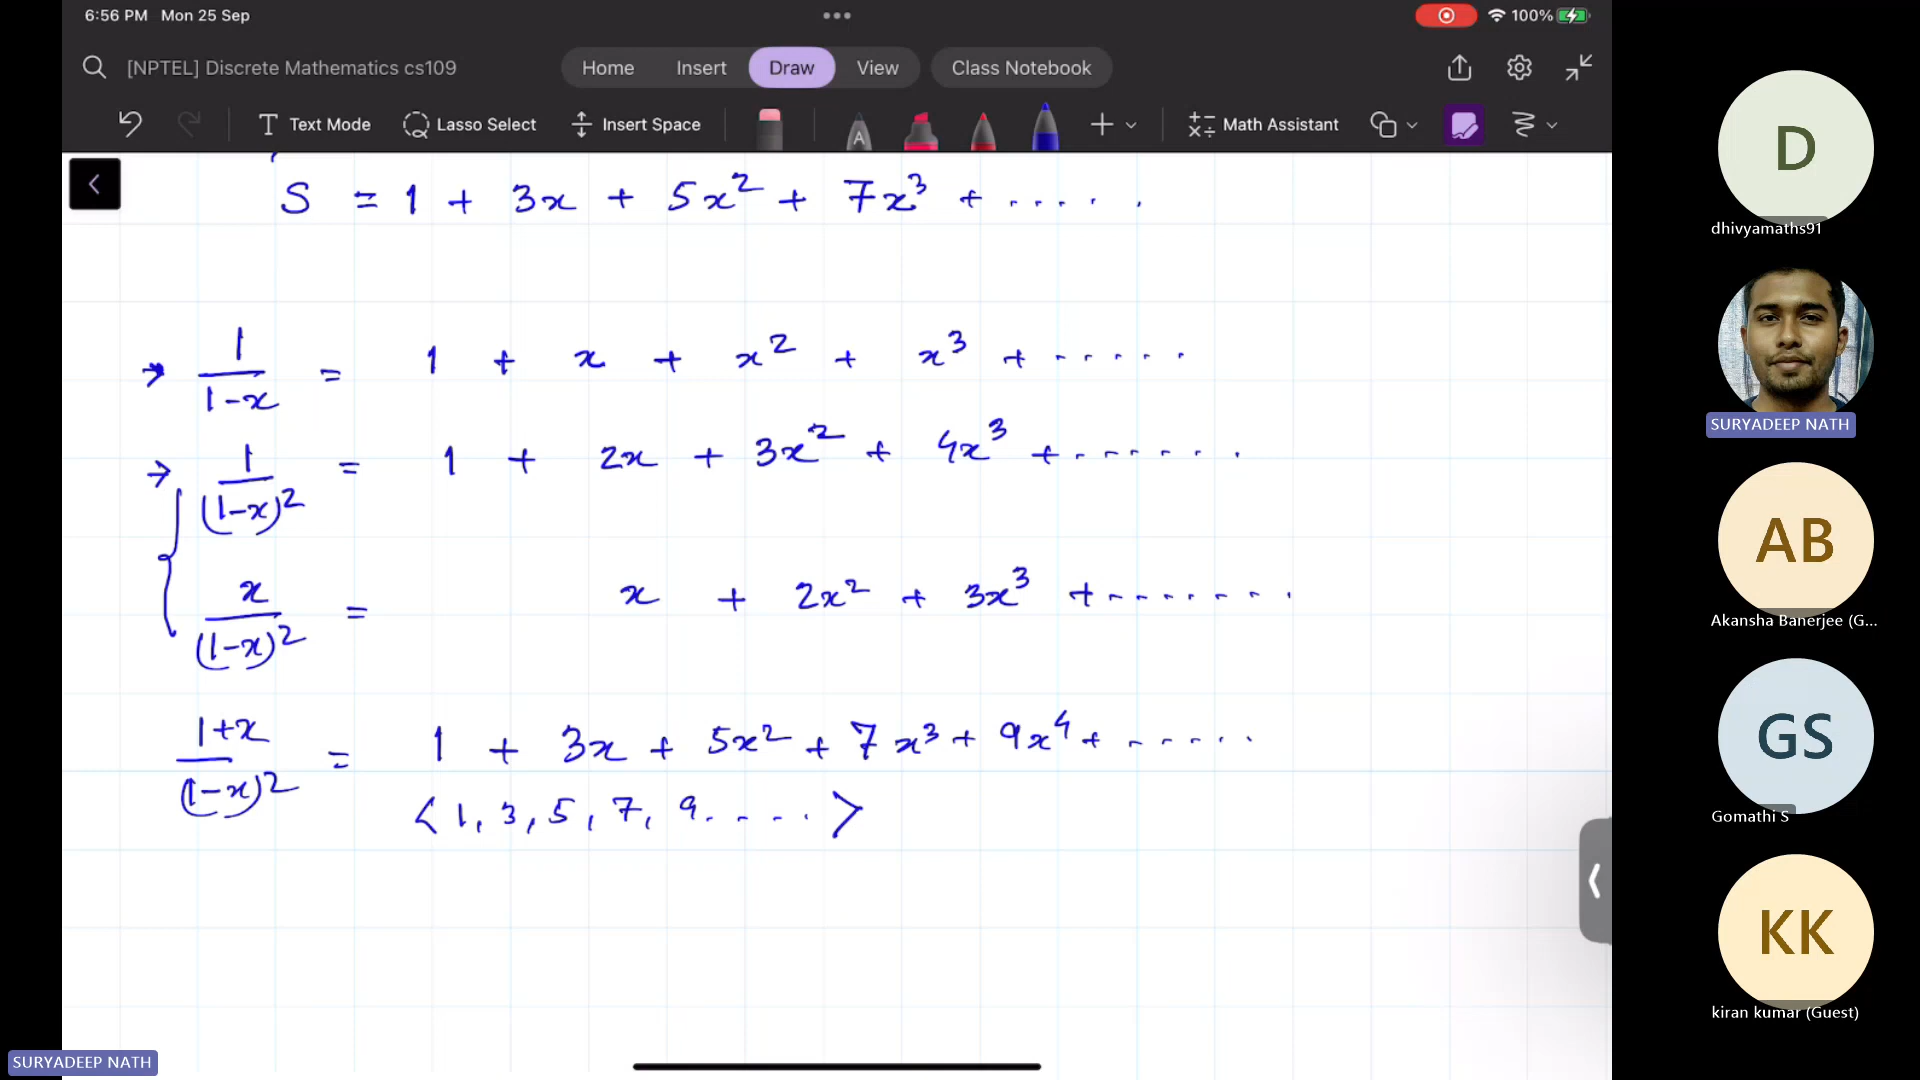 6:56 PM Mon 25 Sep
100%
[NPTEL] Discrete Mathematics cs109
Home Insert Draw View Class Notebook
Text Mode Lasso Select Insert Space A Math Assistant
S = 1 + 3x + 5x² + 7x³ + .....
→ 1/(1-x) = 1 + x + x² + x³ + .....
→ 1/(1-x)² = 1 + 2x + 3x² + 4x³ + ......
x/(1-x)² = x + 2x² + 3x³ + .......
(1+x)/(1-x)² = 1 + 3x + 5x² + 7x³ + 9x⁴ + .....
< 1, 3, 5, 7, 9..... >
D
dhivyamaths91
SURYADEEP NATH
AB
Akansha Banerjee (G...
GS
Gomathi S
KK
kiran kumar (Guest)
SURYADEEP NATH